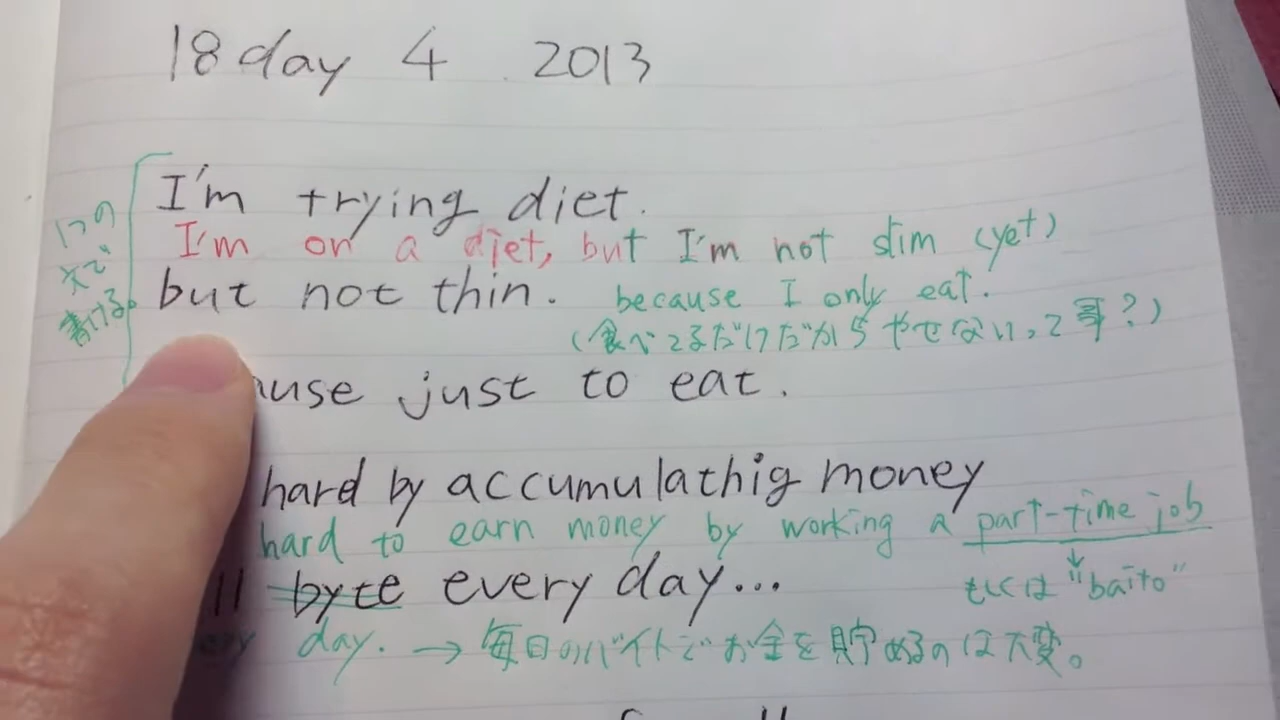 18 day 4 . 2013
I'm trying diet.
I'm on a diet, but I'm not slim (yet)
1つの
文で
書ける。
but not thin. because I only eat.
(食べてるだけだからやせないって事?)
ause just to eat.
hard by accumulathig money
hard to earn money by working a part-time job
ll byte every day... もしくは "baito"
ery day. → 毎日のバイトでお金を貯めるのは大変。